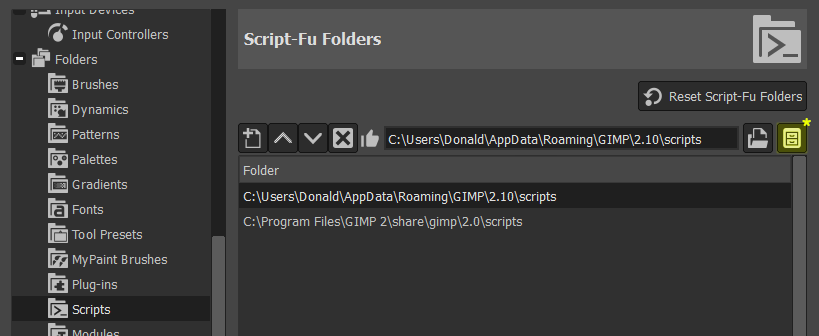 Input Devices
Input Controllers
Folders
Brushes
Dynamics
Patterns
Palettes
Gradients
Fonts
Tool Presets
MyPaint Brushes
Plug-ins
Scripts
Modules
Script-Fu Folders
Reset Script-Fu Folders
C:\Users\Donald\AppData\Roaming\GIMP\2.10\scripts
*
Folder
C:\Users\Donald\AppData\Roaming\GIMP\2.10\scripts
C:\Program Files\GIMP 2\share\gimp\2.0\scripts